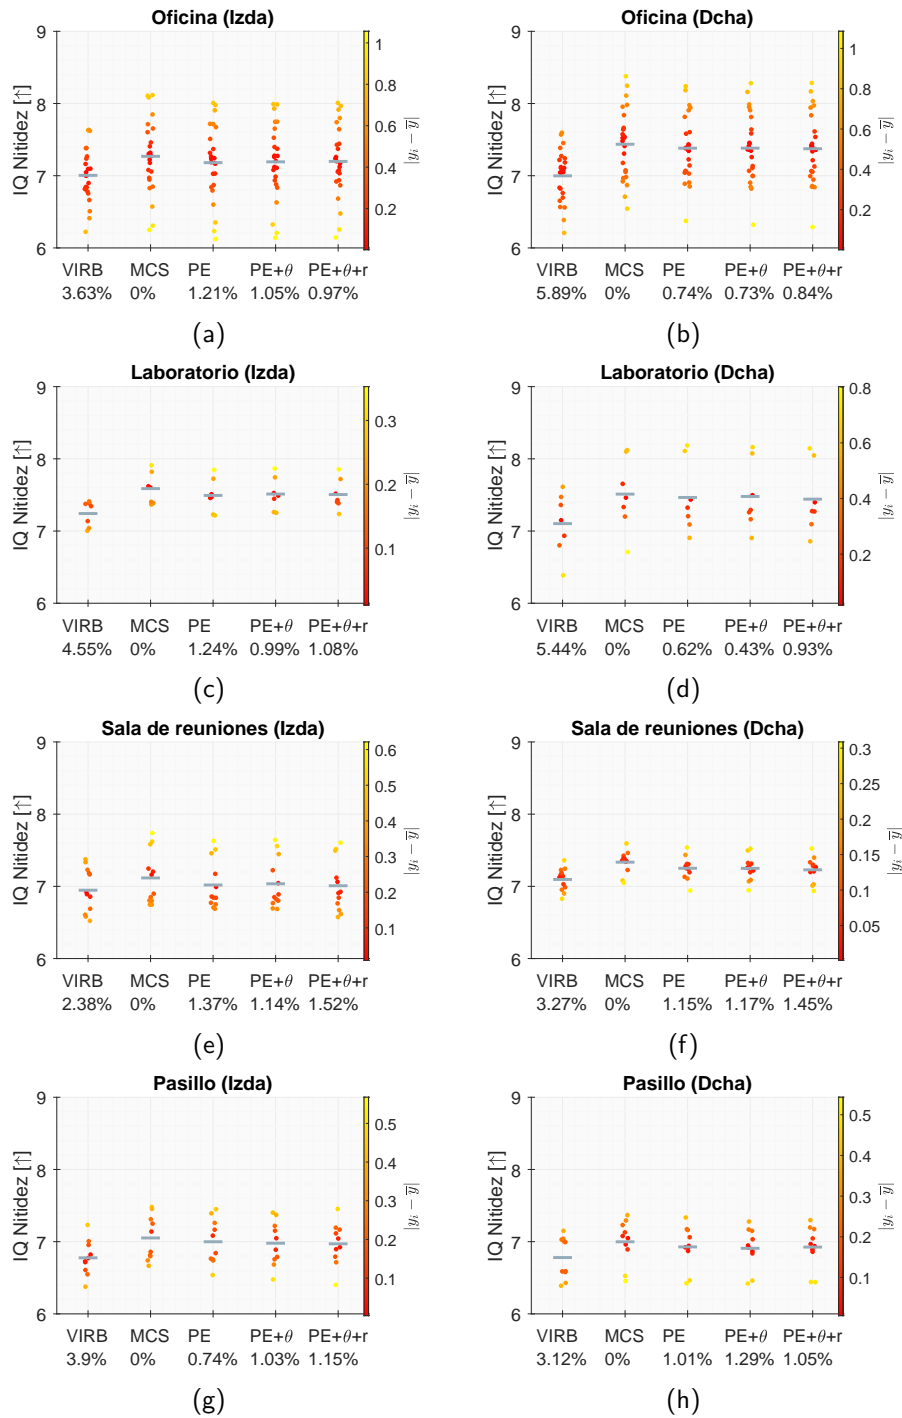 Oficina (Izda)
9
8
7
6
IQ Nitidez [↑]
1
0.8
0.6
0.4
0.2
|y_i − y̅|
VIRB MCS PE PE+θ PE+θ+r
3.63% 0% 1.21% 1.05% 0.97%
(a)
Oficina (Dcha)
9
8
7
6
IQ Nitidez [↑]
1
0.8
0.6
0.4
0.2
|y_i − y̅|
VIRB MCS PE PE+θ PE+θ+r
5.89% 0% 0.74% 0.73% 0.84%
(b)
Laboratorio (Izda)
9
8
7
6
IQ Nitidez [↑]
0.3
0.2
0.1
|y_i − y̅|
VIRB MCS PE PE+θ PE+θ+r
4.55% 0% 1.24% 0.99% 1.08%
(c)
Laboratorio (Dcha)
9
8
7
6
IQ Nitidez [↑]
0.8
0.6
0.4
0.2
|y_i − y̅|
VIRB MCS PE PE+θ PE+θ+r
5.44% 0% 0.62% 0.43% 0.93%
(d)
Sala de reuniones (Izda)
9
8
7
6
IQ Nitidez [↑]
0.6
0.5
0.4
0.3
0.2
0.1
|y_i − y̅|
VIRB MCS PE PE+θ PE+θ+r
2.38% 0% 1.37% 1.14% 1.52%
(e)
Sala de reuniones (Dcha)
9
8
7
6
IQ Nitidez [↑]
0.3
0.25
0.2
0.15
0.1
0.05
|y_i − y̅|
VIRB MCS PE PE+θ PE+θ+r
3.27% 0% 1.15% 1.17% 1.45%
(f)
Pasillo (Izda)
9
8
7
6
IQ Nitidez [↑]
0.5
0.4
0.3
0.2
0.1
|y_i − y̅|
VIRB MCS PE PE+θ PE+θ+r
3.9% 0% 0.74% 1.03% 1.15%
(g)
Pasillo (Dcha)
9
8
7
6
IQ Nitidez [↑]
0.5
0.4
0.3
0.2
0.1
|y_i − y̅|
VIRB MCS PE PE+θ PE+θ+r
3.12% 0% 1.01% 1.29% 1.05%
(h)